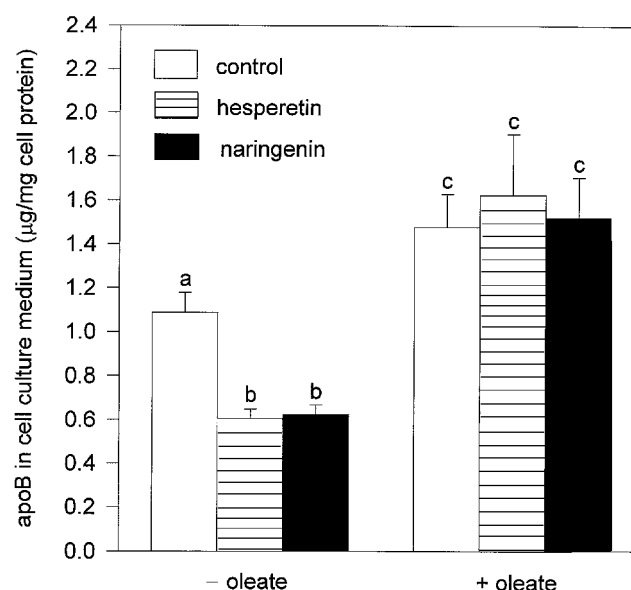 apoB in cell culture medium (µg/mg cell protein)
2.4
2.2
2.0
1.8
1.6
1.4
1.2
1.0
0.8
0.6
0.4
0.2
0.0
control
hesperetin
naringenin
a
b
b
c
c
c
− oleate
+ oleate